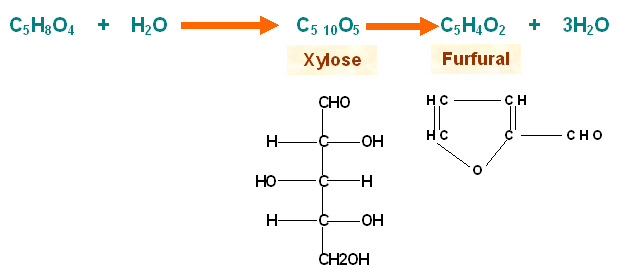 C5H8O4 + H2O C5 10O5 C5H4O2 + 3H2O
Xylose Furfural
CHO
H C OH
HO C H
H C OH
CH2OH
HC CH
HC C CHO
O